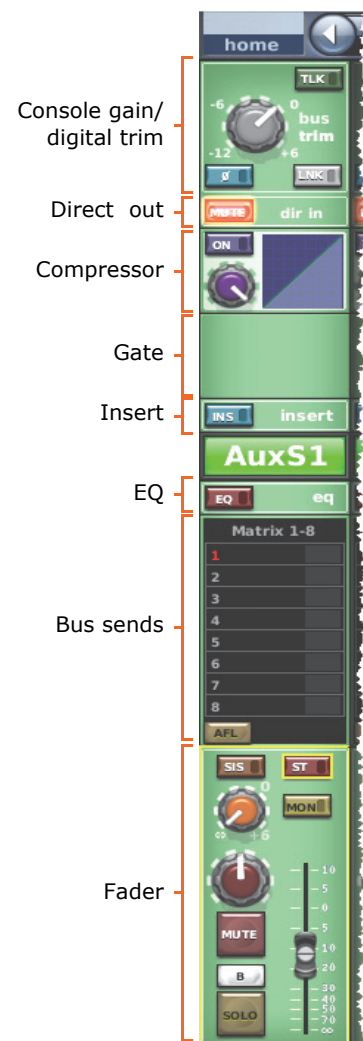 home
Console gain/
digital trim
TLK
-6 0
bus
trim
-12 +6
Ø LNK
Direct out
MUTE dir in
Compressor
ON
Gate
Insert
INS insert
AuxS1
EQ
EQ eq
Matrix 1-8
1
2
3
4
5
6
7
8
Bus sends
AFL
SIS ST
0
MON
∞ +6
Fader
10
5
0
5
10
20
30
40
50
70
∞
MUTE
B
SOLO